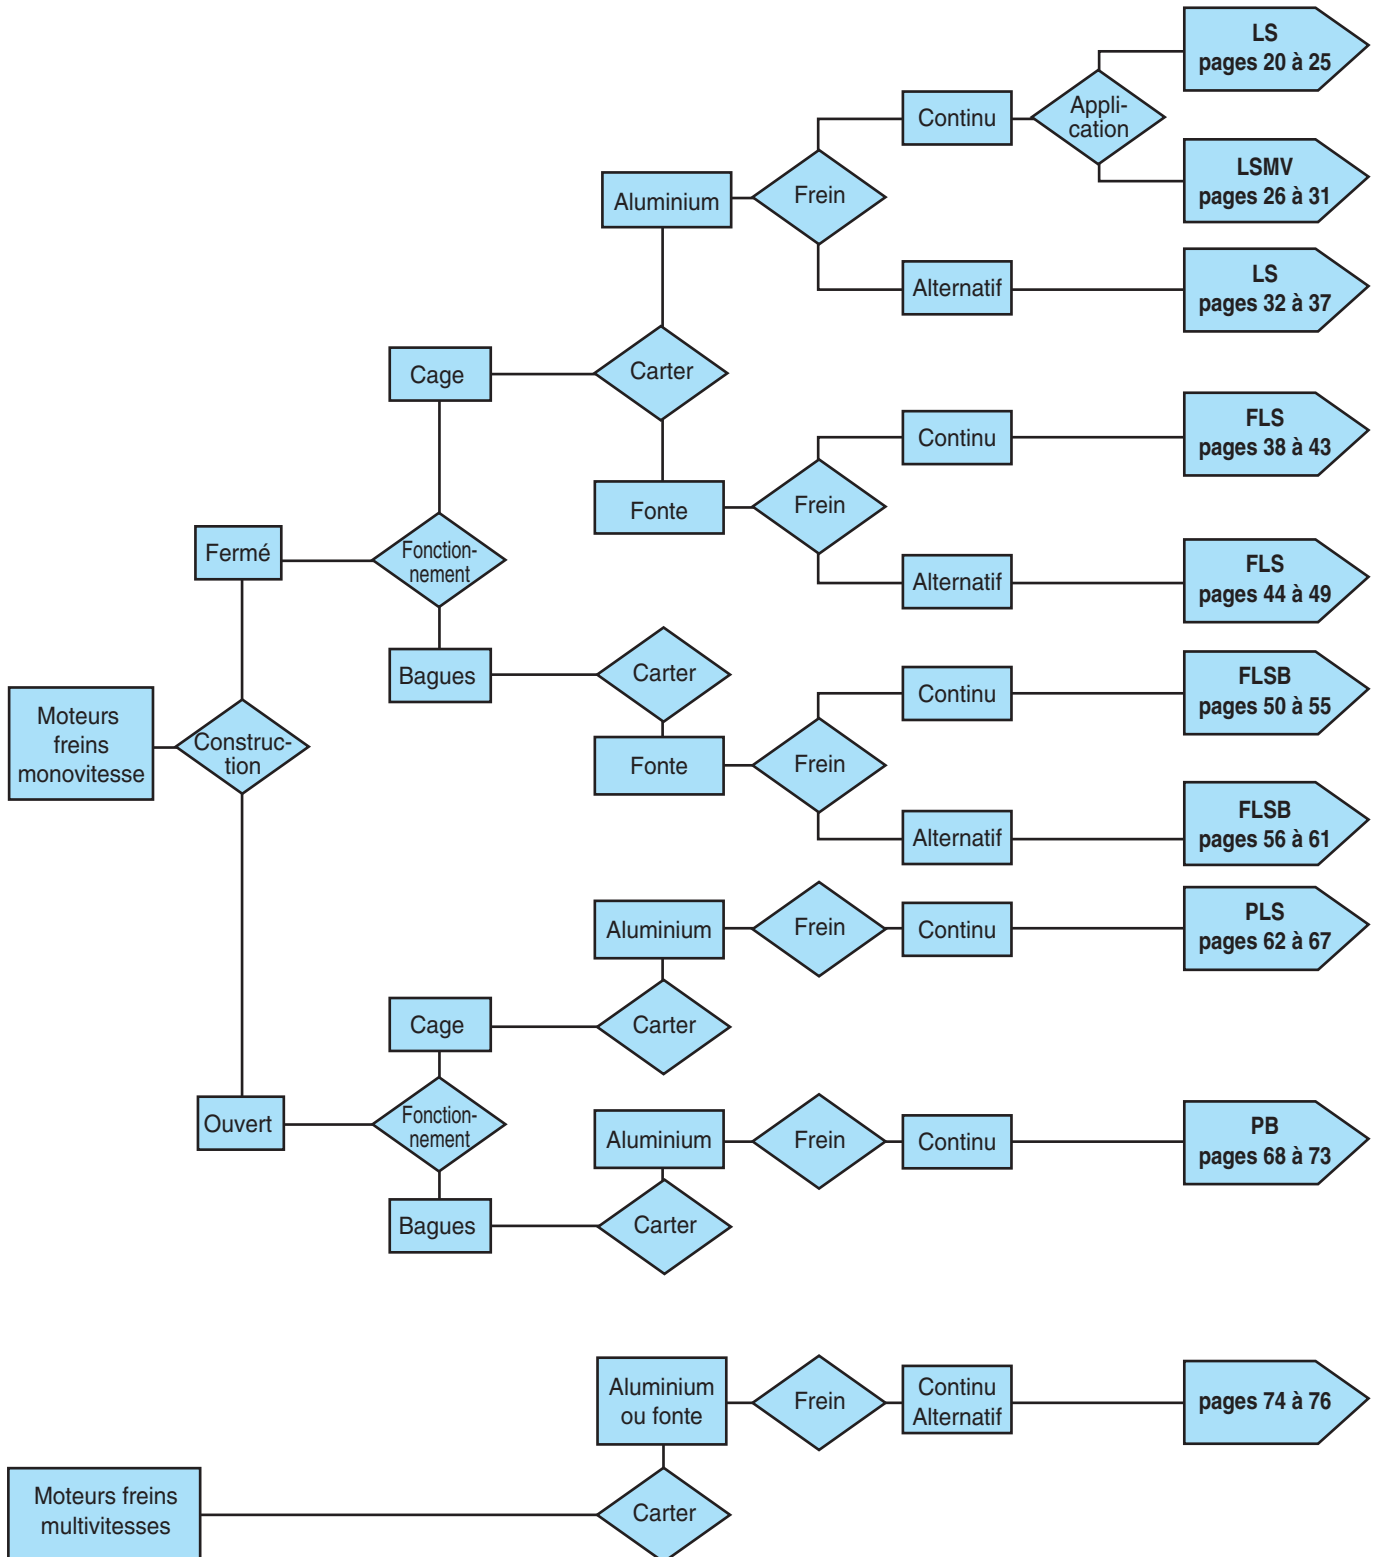 LS
pages 20 à 25
Continu
Appli-
cation
LSMV
pages 26 à 31
Aluminium
Frein
Alternatif
LS
pages 32 à 37
Cage
Carter
Continu
FLS
pages 38 à 43
Fonte
Frein
Fermé
Fonction-
nement
Alternatif
FLS
pages 44 à 49
Bagues
Carter
Continu
FLSB
pages 50 à 55
Moteurs
freins
monovitesse
Construc-
tion
Fonte
Frein
Alternatif
FLSB
pages 56 à 61
Aluminium
Frein
Continu
PLS
pages 62 à 67
Cage
Carter
Ouvert
Fonction-
nement
Aluminium
Frein
Continu
PB
pages 68 à 73
Bagues
Carter
Aluminium
ou fonte
Frein
Continu
Alternatif
pages 74 à 76
Moteurs freins
multivitesses
Carter